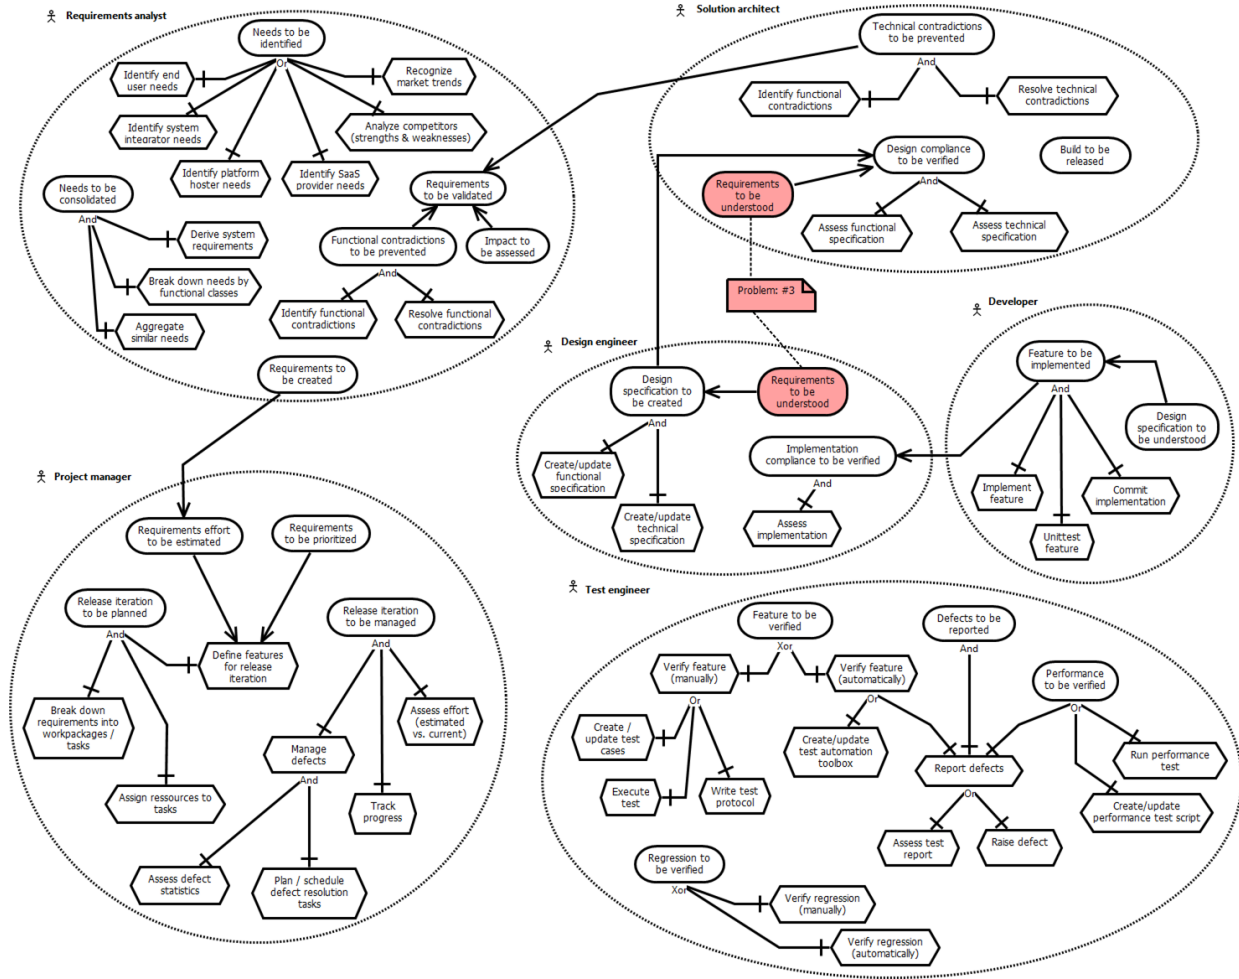 Requirements analyst
Needs to be
identified
Or
Identify end
user needs
Recognize
market trends
Identify system
integrator needs
Analyze competitors
(strengths & weaknesses)
Identify platform
hoster needs
Identify SaaS
provider needs
Needs to be
consolidated
And
Derive system
requirements
Break down needs by
functional classes
Aggregate
similar needs
Requirements
to be validated
Functional contradictions
to be prevented
And
Impact to
be assessed
Identify functional
contradictions
Resolve functional
contradictions
Requirements to
be created
Solution architect
Technical contradictions
to be prevented
And
Identify functional
contradictions
Resolve technical
contradictions
Design compliance
to be verified
And
Build to be
released
Requirements
to be
understood
Assess functional
specification
Assess technical
specification
Problem: #3
Design engineer
Design
specification to
be created
And
Requirements
to be
understood
Create/update
functional
specification
Create/update
technical
specification
Implementation
compliance to be verified
And
Assess
implementation
Developer
Feature to be
implemented
And
Design
specification to
be understood
Implement
feature
Commit
implementation
Unittest
feature
Project manager
Requirements effort
to be estimated
Requirements
to be prioritized
Release iteration
to be planned
And
Define features
for release
iteration
Release iteration
to be managed
And
Break down
requirements into
workpackages /
tasks
Assign ressources to
tasks
Manage
defects
And
Assess effort
(estimated
vs. current)
Track
progress
Assess defect
statistics
Plan / schedule
defect resolution
tasks
Test engineer
Feature to be
verified
Xor
Verify feature
(manually)
Or
Verify feature
(automatically)
Or
Create /
update test
cases
Execute
test
Write test
protocol
Create/update
test automation
toolbox
Defects to be
reported
And
Report defects
Or
Assess test
report
Raise defect
Performance
to be verified
Or
Run performance
test
Create/update
performance test script
Regression to
be verified
Xor
Verify regression
(manually)
Verify regression
(automatically)